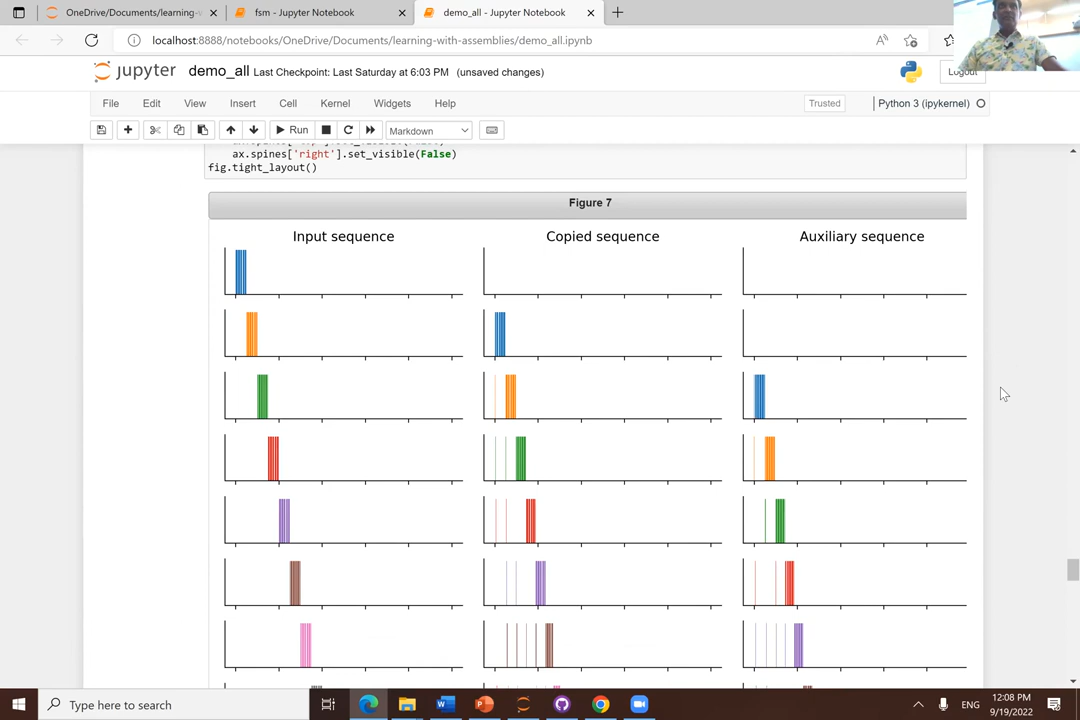 OneDrive/Documents/learning-w
fsm - Jupyter Notebook
demo_all - Jupyter Notebook
localhost:8888/notebooks/OneDrive/Documents/learning-with-assemblies/demo_all.ipynb
jupyter demo_all Last Checkpoint: Last Saturday at 6:03 PM (unsaved changes)
Logout
File Edit View Insert Cell Kernel Widgets Help
Trusted
Python 3 (ipykernel)
Run
Markdown
ax.spines['right'].set_visible(False)
fig.tight_layout()
Figure 7
Input sequence
Copied sequence
Auxiliary sequence
Type here to search
ENG
12:08 PM
9/19/2022